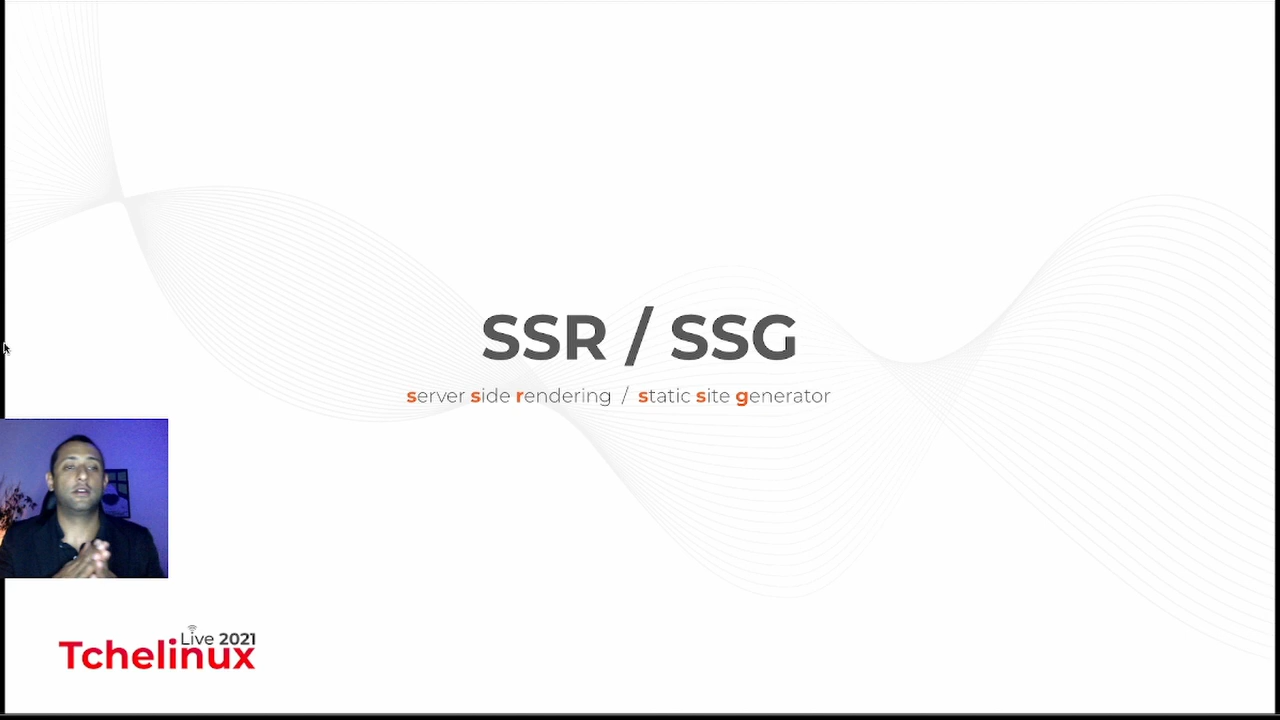 SSR / SSG
server side rendering / static site generator
Live 2021
Tchelinux